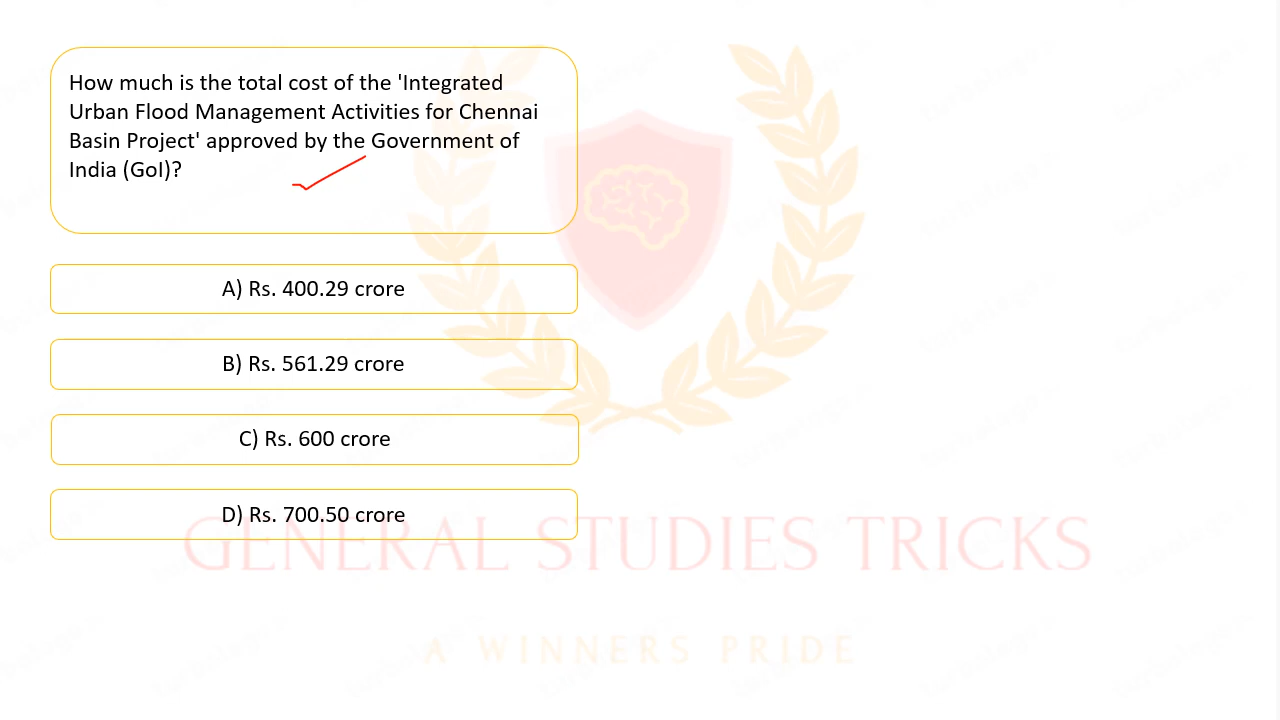 How much is the total cost of the 'Integrated
Urban Flood Management Activities for Chennai
Basin Project' approved by the Government of
India (GoI)?
A) Rs. 400.29 crore
B) Rs. 561.29 crore
C) Rs. 600 crore
D) Rs. 700.50 crore
GENERAL STUDIES TRICKS
A WINNERS PRIDE